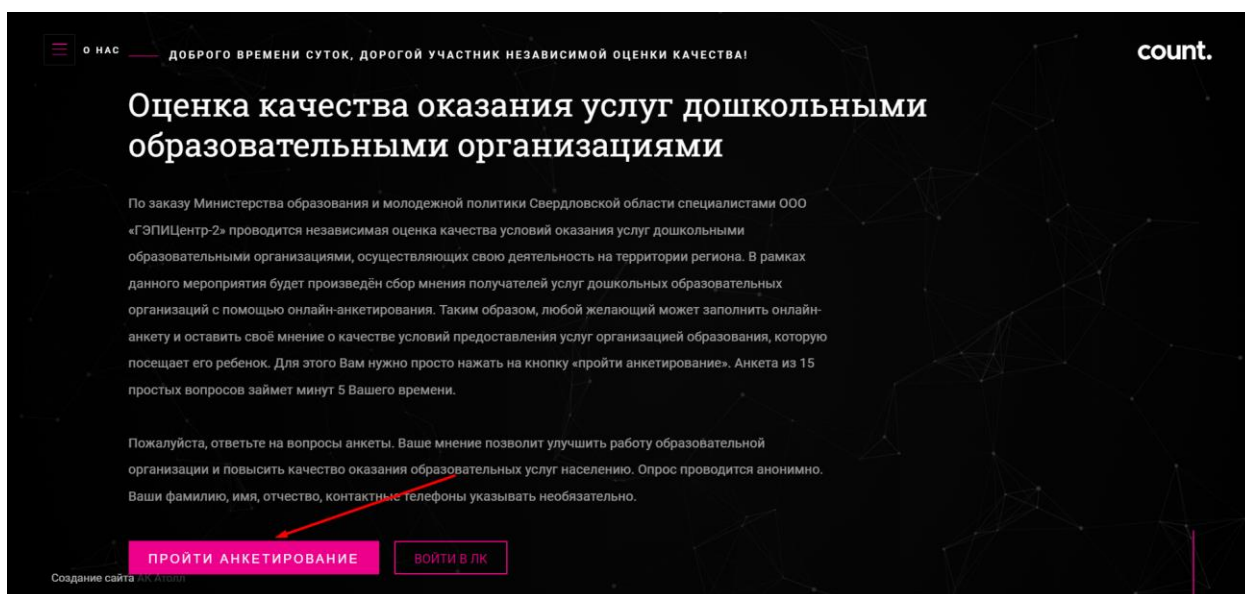 О НАС
ДОБРОГО ВРЕМЕНИ СУТОК, ДОРОГОЙ УЧАСТНИК НЕЗАВИСИМОЙ ОЦЕНКИ КАЧЕСТВА!
count.
Оценка качества оказания услуг дошкольными
образовательными организациями
По заказу Министерства образования и молодежной политики Свердловской области специалистами ООО
«ГЭПИЦентр-2» проводится независимая оценка качества условий оказания услуг дошкольными
образовательными организациями, осуществляющих свою деятельность на территории региона. В рамках
данного мероприятия будет произведён сбор мнения получателей услуг дошкольных образовательных
организаций с помощью онлайн-анкетирования. Таким образом, любой желающий может заполнить онлайн-
анкету и оставить своё мнение о качестве условий предоставления услуг организацией образования, которую
посещает его ребенок. Для этого Вам нужно просто нажать на кнопку «пройти анкетирование». Анкета из 15
простых вопросов займет минут 5 Вашего времени.
Пожалуйста, ответьте на вопросы анкеты. Ваше мнение позволит улучшить работу образовательной
организации и повысить качество оказания образовательных услуг населению. Опрос проводится анонимно.
Ваши фамилию, имя, отчество, контактные телефоны указывать необязательно.
ПРОЙТИ АНКЕТИРОВАНИЕ
ВОЙТИ В ЛК
Создание сайта АК Атолл